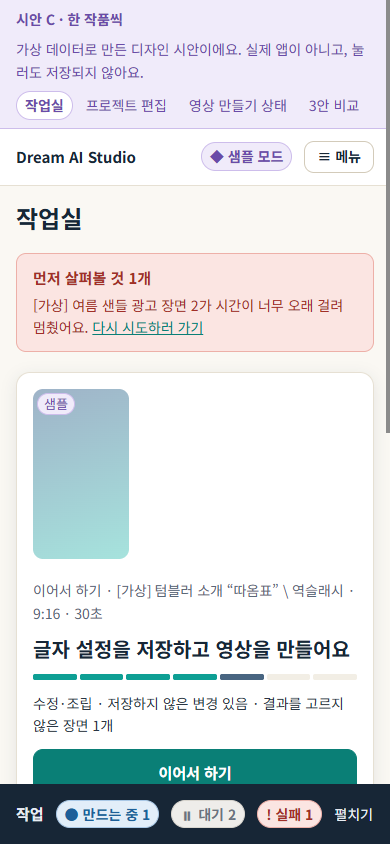 시안 C · 한 작품씩
가상 데이터로 만든 디자인 시안이에요. 실제 앱이 아니고, 눌
러도 저장되지 않아요.
작업실 프로젝트 편집 영상 만들기 상태 3안 비교
Dream AI Studio ◆ 샘플 모드 ≡ 메뉴
작업실
먼저 살펴볼 것 1개
[가상] 여름 샌들 광고 장면 2가 시간이 너무 오래 걸려
멈췄어요. 다시 시도하러 가기
샘플
이어서 하기 · [가상] 텀블러 소개 “따옴표” \ 역슬래시 ·
9:16 · 30초
글자 설정을 저장하고 영상을 만들어요
수정·조립 · 저장하지 않은 변경 있음 · 결과를 고르지
않은 장면 1개
이어서 하기
작업 ● 만드는 중 1 ⏸ 대기 2 ! 실패 1 펼치기